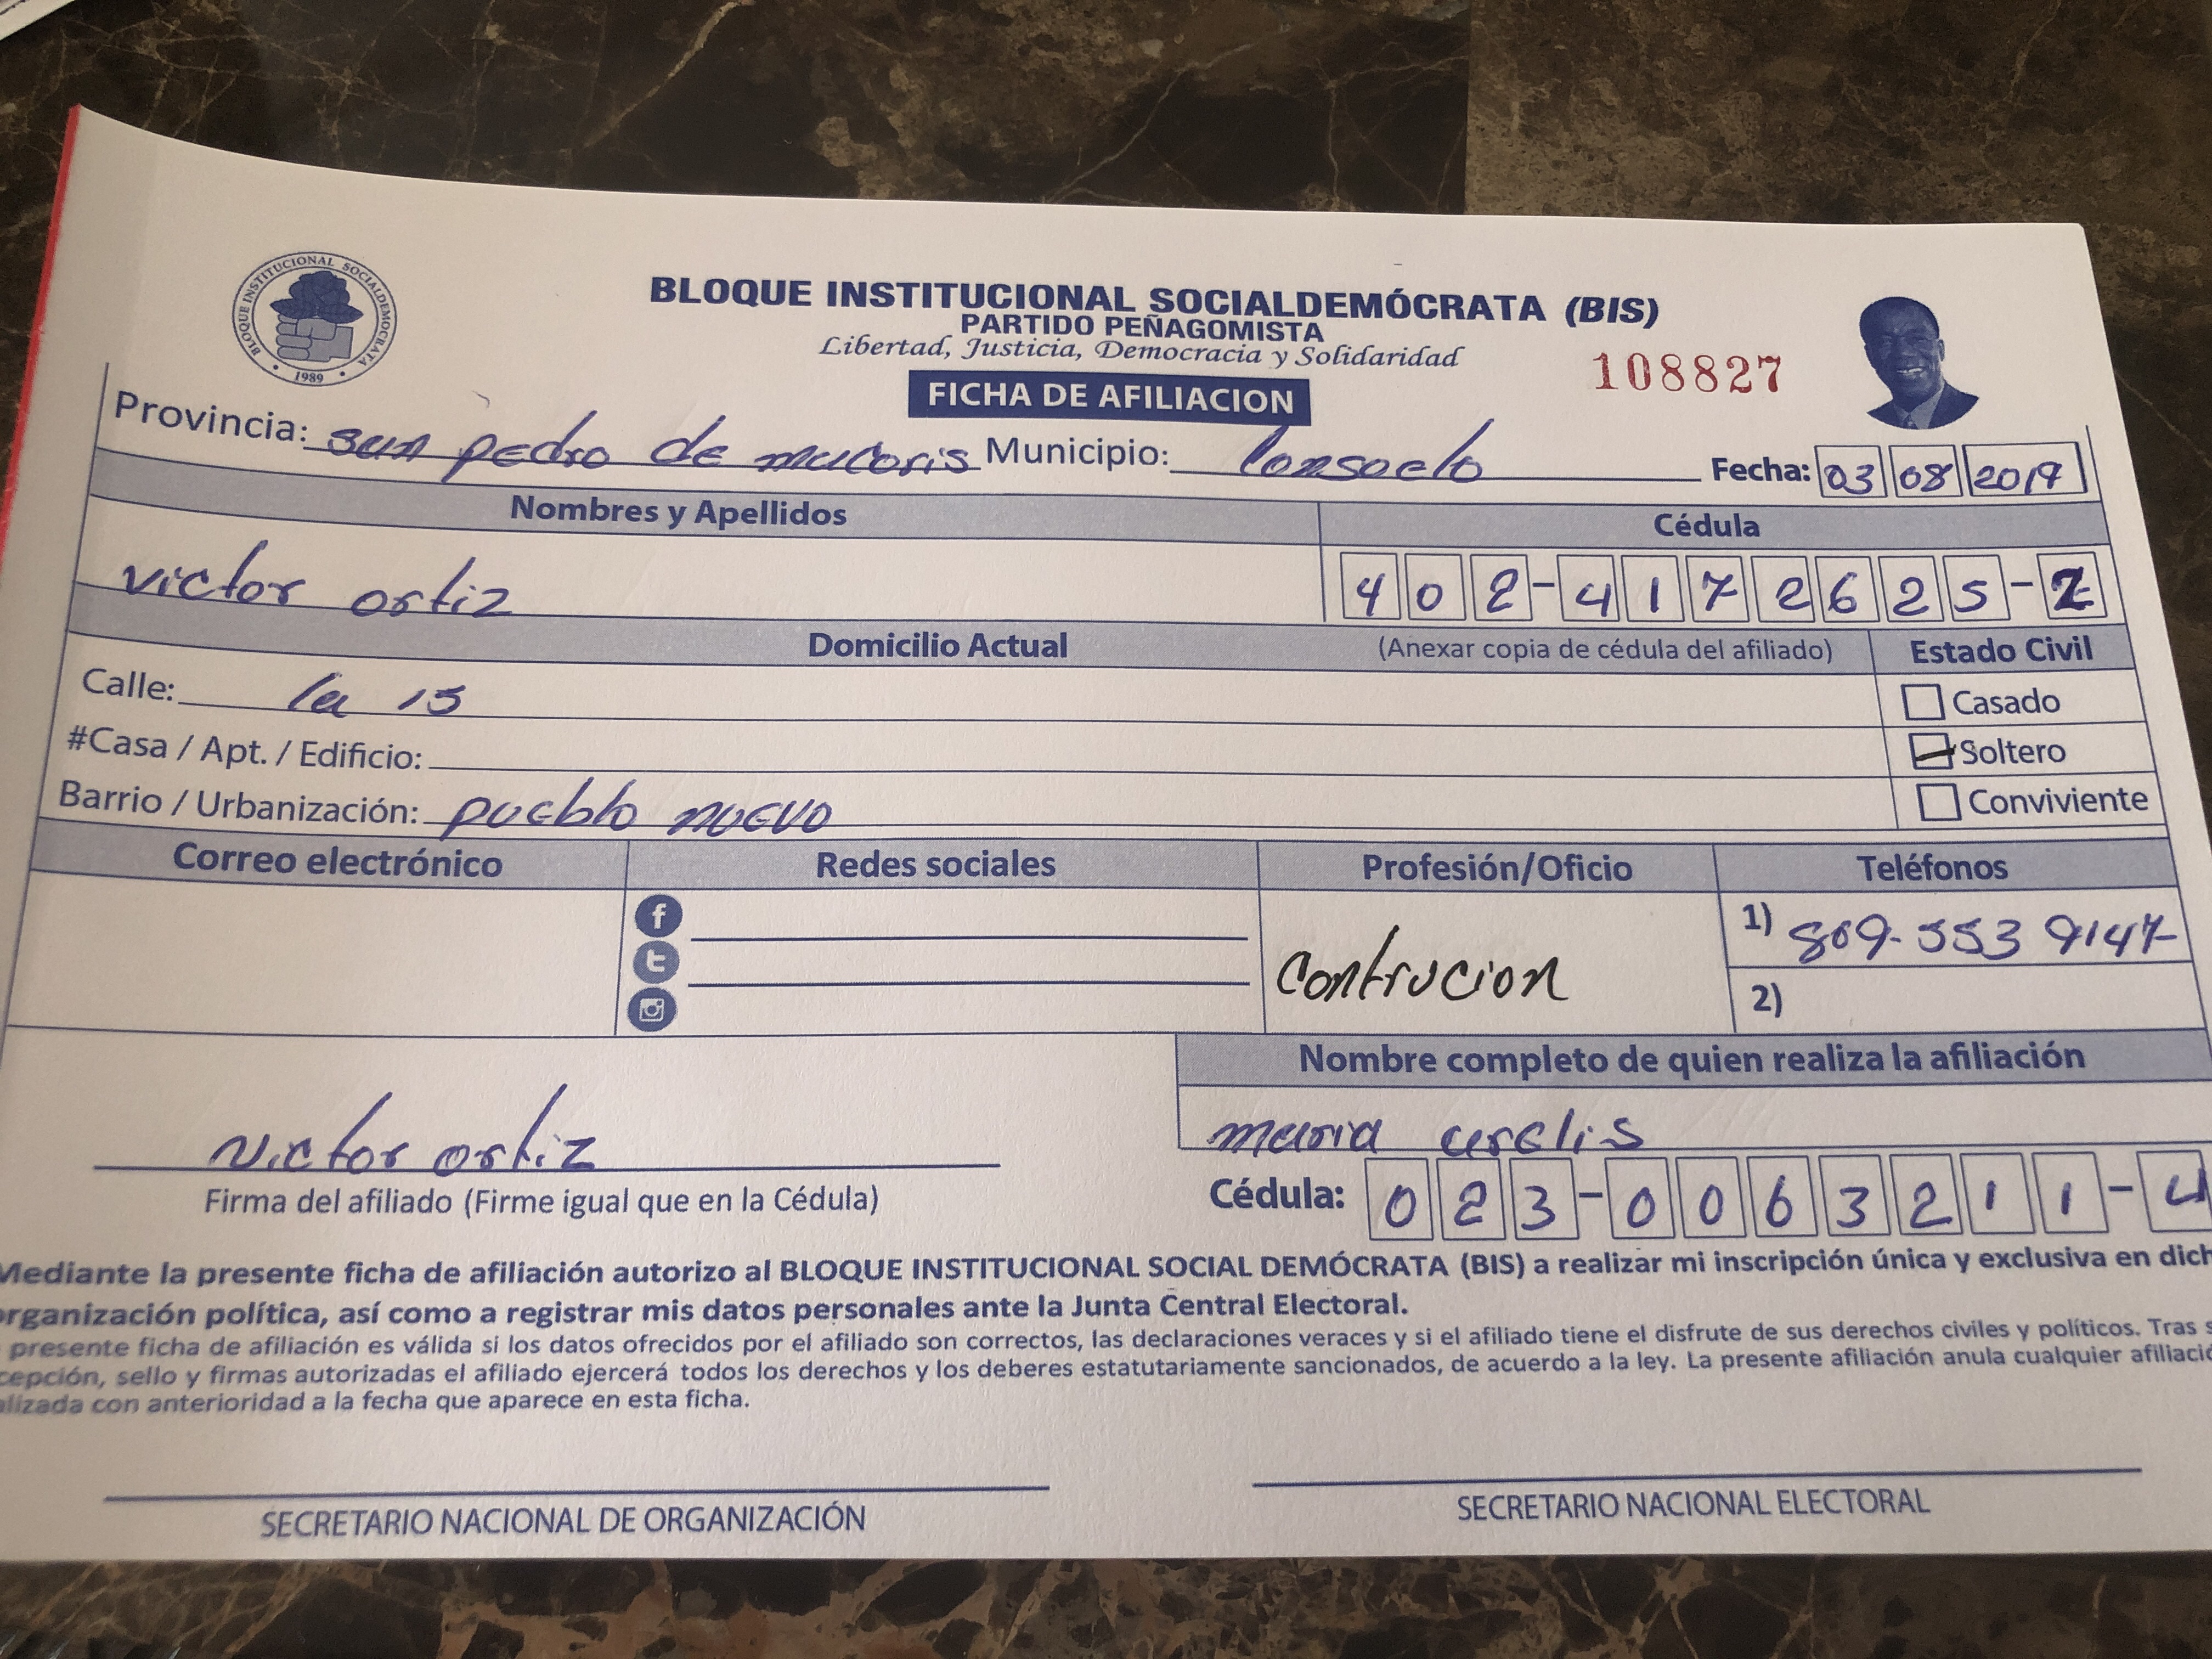 BLOQUE INSTITUCIONAL SOCIALDEMOCRATA
1989
BLOQUE INSTITUCIONAL SOCIALDEMÓCRATA (BIS)
PARTIDO PEÑAGOMISTA
Libertad, Justicia, Democracia y Solidaridad
108827
FICHA DE AFILIACION
Provincia: san pedro de macoris Municipio: Consoelo Fecha: 03 08 2019
Nombres y Apellidos Cédula
victor ortiz 402-4172625-2
Domicilio Actual (Anexar copia de cédula del afiliado) Estado Civil
Calle: la 15 Casado
#Casa / Apt. / Edificio: Soltero
Barrio / Urbanización: pueblo nuevo Conviviente
Correo electrónico Redes sociales Profesión/Oficio Teléfonos
f 1) 809-553 9147
t Contrucion
2)
Nombre completo de quien realiza la afiliación
victor ortiz maria
Firma del afiliado (Firme igual que en la Cédula) Cédula: 023-0063211-4
Mediante la presente ficha de afiliación autorizo al BLOQUE INSTITUCIONAL SOCIAL DEMÓCRATA (BIS) a realizar mi inscripción única y exclusiva en dich
organización política, así como a registrar mis datos personales ante la Junta Central Electoral.
presente ficha de afiliación es válida si los datos ofrecidos por el afiliado son correctos, las declaraciones veraces y si el afiliado tiene el disfrute de sus derechos civiles y políticos. Tras s
cepción, sello y firmas autorizadas el afiliado ejercerá todos los derechos y los deberes estatutariamente sancionados, de acuerdo a la ley. La presente afiliación anula cualquier afiliació
alizada con anterioridad a la fecha que aparece en esta ficha.
SECRETARIO NACIONAL DE ORGANIZACIÓN SECRETARIO NACIONAL ELECTORAL